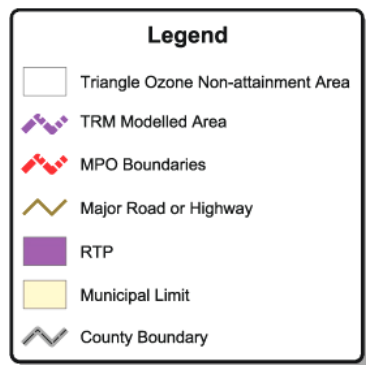 Legend
Triangle Ozone Non-attainment Area
TRM Modelled Area
MPO Boundaries
Major Road or Highway
RTP
Municipal Limit
County Boundary